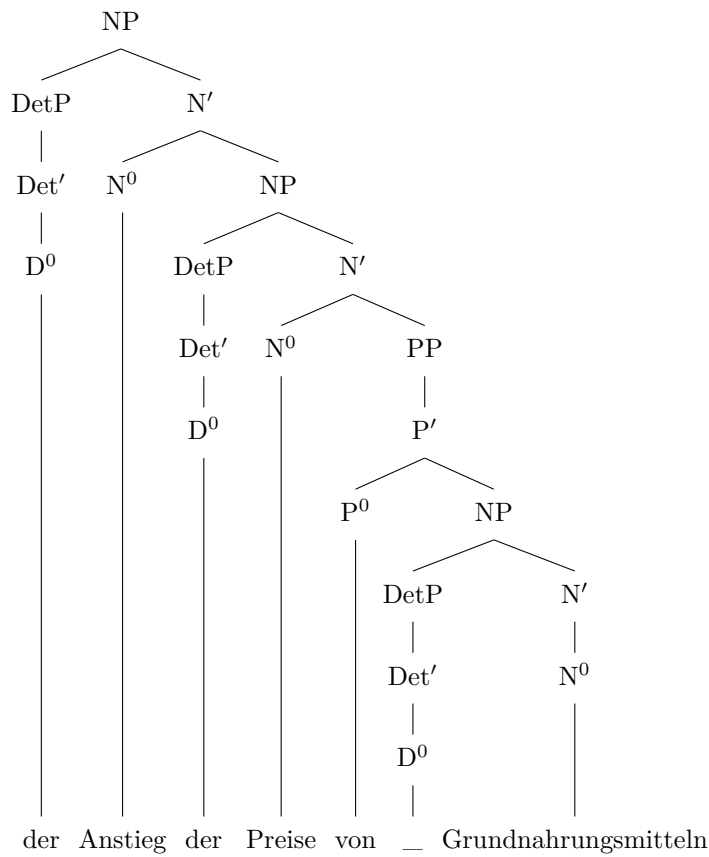 NP
DetP N′
Det′ N⁰ NP
D⁰ DetP N′
Det′ N⁰ PP
D⁰ P′
P⁰ NP
DetP N′
Det′ N⁰
D⁰
der Anstieg der Preise von _ Grundnahrungsmitteln